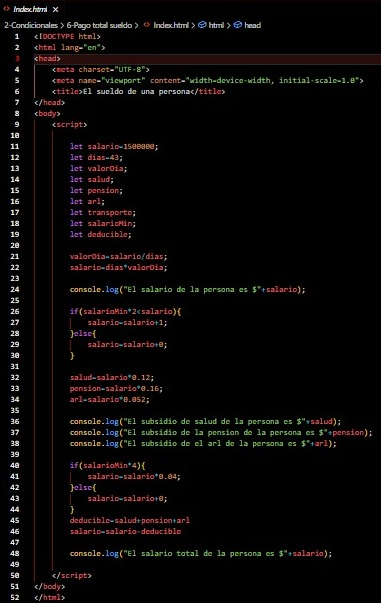 <> Index.html ×
2-Condicionales > 6-Pago total sueldo > <> Index.html > html > head
1 <!DOCTYPE html>
2 <html lang="en">
3 <head>
4 <meta charset="UTF-8">
5 <meta name="viewport" content="width=device-width, initial-scale=1.0">
6 <title>El sueldo de una persona</title>
7 </head>
8 <body>
9 <script>
10
11 let salario=1500000;
12 let dias=43;
13 let valorDia;
14 let salud;
15 let pension;
16 let arl;
17 let transporte;
18 let salarioMin;
19 let deducible;
20
21 valorDia=salario/dias;
22 salario=dias*valorDia;
23
24 console.log("El salario de la persona es $"+salario);
25
26 if(salarioMin*2<salario){
27 salario=salario+1;
28 }else{
29 salario=salario+0;
30 }
31
32 salud=salario*0.12;
33 pension=salario*0.16;
34 arl=salario*0.052;
35
36 console.log("El subsidio de salud de la persona es $"+salud);
37 console.log("El subsidio de la pension de la persona es $"+pension);
38 console.log("El subsidio de el arl de la persona es $"+arl);
39
40 if(salarioMin*4){
41 salario=salario*0.04;
42 }else{
43 salario=salario+0;
44 }
45 deducible=salud+pension+arl
46 salario=salario-deducible
47
48 console.log("El salario total de la persona es $"+salario);
49
50 </script>
51 </body>
52 </html>